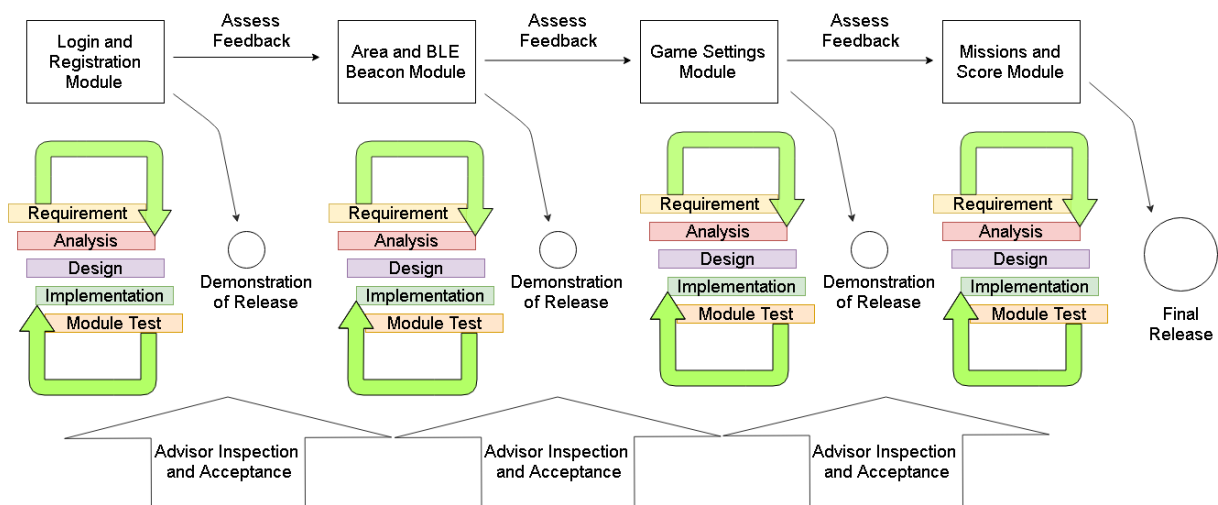 Login and
Registration
Module
Assess
Feedback
Area and BLE
Beacon Module
Assess
Feedback
Game Settings
Module
Assess
Feedback
Missions and
Score Module
Requirement
Analysis
Design
Implementation
Module Test
Demonstration
of Release
Requirement
Analysis
Design
Implementation
Module Test
Demonstration
of Release
Requirement
Analysis
Design
Implementation
Module Test
Demonstration
of Release
Requirement
Analysis
Design
Implementation
Module Test
Final
Release
Advisor Inspection
and Acceptance
Advisor Inspection
and Acceptance
Advisor Inspection
and Acceptance